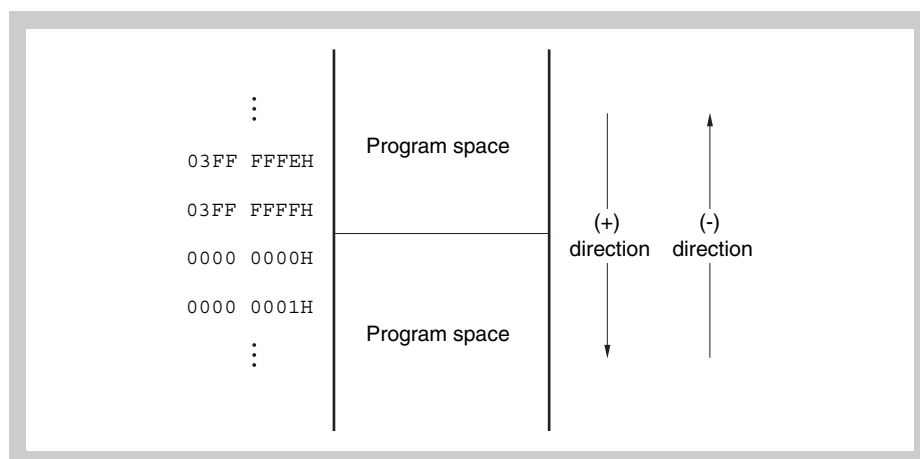 ⋮
03FF FFFEH
03FF FFFFH
0000 0000H
0000 0001H
⋮
Program space
Program space
(+)
direction
(-)
direction